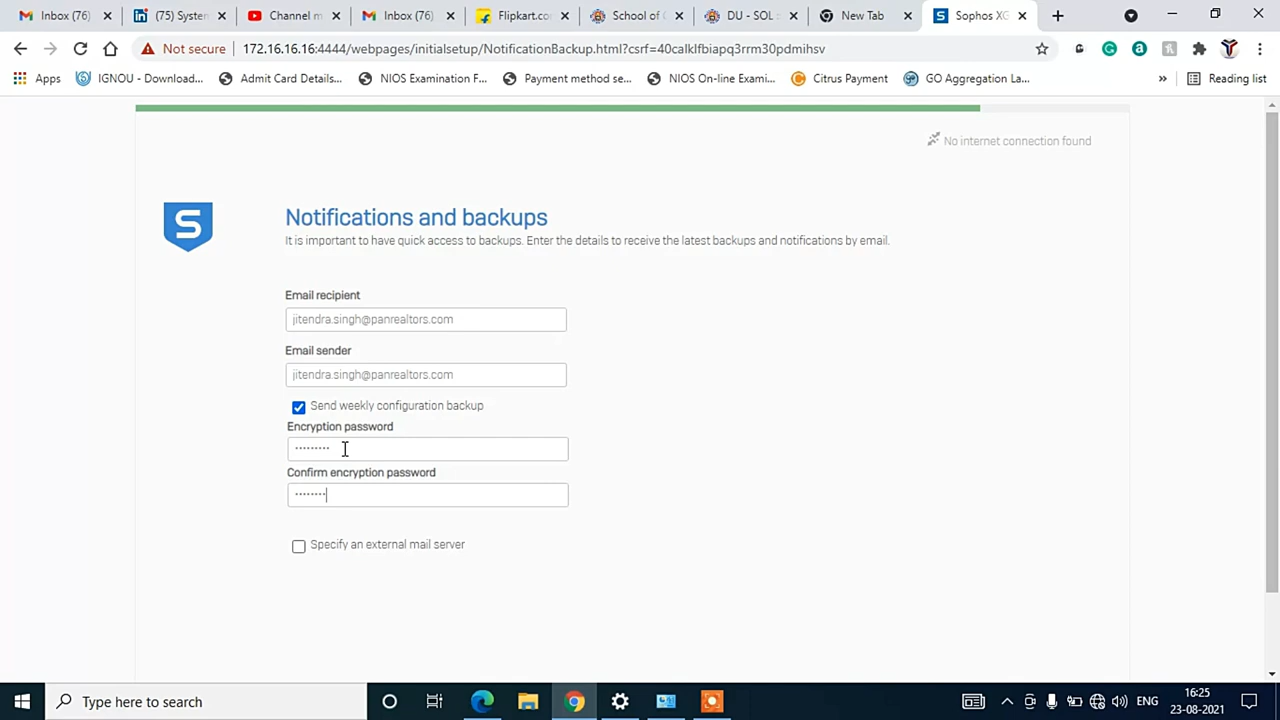 Inbox (76)
(75) System
Channel m
Inbox (76)
Flipkart.co
School of
DU - SOL
New Tab
Sophos XG
Not secure
172.16.16.16:4444/webpages/initialsetup/NotificationBackup.html?csrf=40calklfbiapq3rrm30pdmihsv
Apps
IGNOU - Download...
Admit Card Details...
NIOS Examination F...
Payment method se...
NIOS On-line Exami...
Citrus Payment
GO Aggregation La...
»
Reading list
No internet connection found
S
Notifications and backups
It is important to have quick access to backups. Enter the details to receive the latest backups and notifications by email.
Email recipient
jitendra.singh@panrealtors.com
Email sender
jitendra.singh@panrealtors.com
Send weekly configuration backup
Encryption password
Confirm encryption password
Specify an external mail server
Type here to search
ENG
16:25
23-08-2021